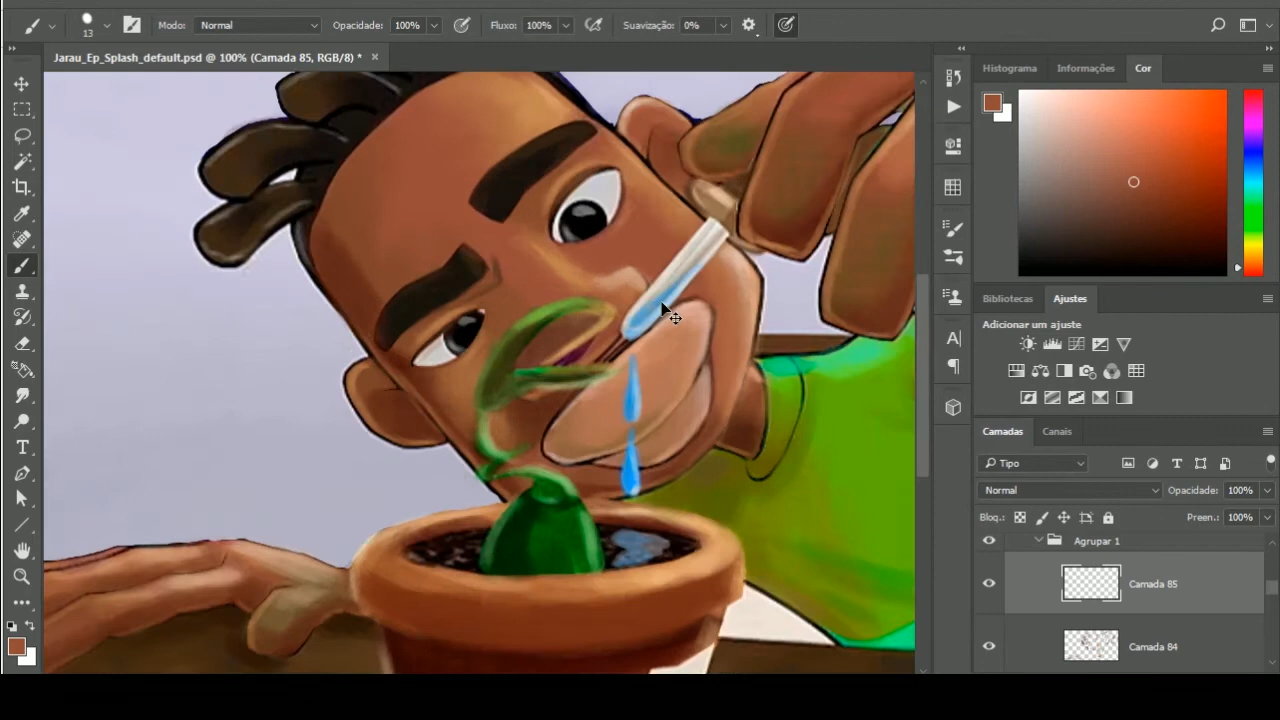 13 Modo: Normal Opacidade: 100% Fluxo: 100% Suavização: 0%
Jarau_Ep_Splash_default.psd @ 100% (Camada 85, RGB/8) * ×
Histograma Informações Cor
Bibliotecas Ajustes
Adicionar um ajuste
Camadas Canais
Tipo
Normal Opacidade: 100%
Bloq.: Preen.: 100%
Agrupar 1
Camada 85
Camada 84